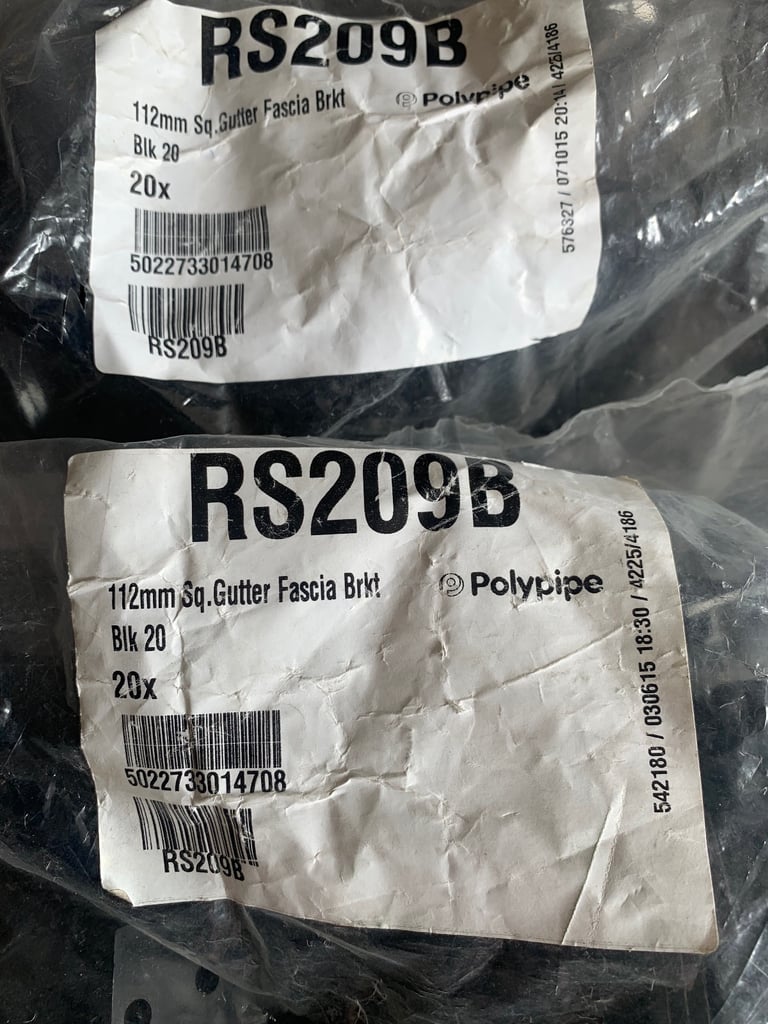 RS209B
112mm Sq.Gutter Fascia Brkt
Polypipe
Blk 20
20x
5022733014708
RS209B
576327 / 071015 20:14/ 4225/4186
RS209B
112mm Sq.Gutter Fascia Brkt
Polypipe
Blk 20
20x
5022733014708
RS209B
542180 / 030615 18:30 / 4225/4186